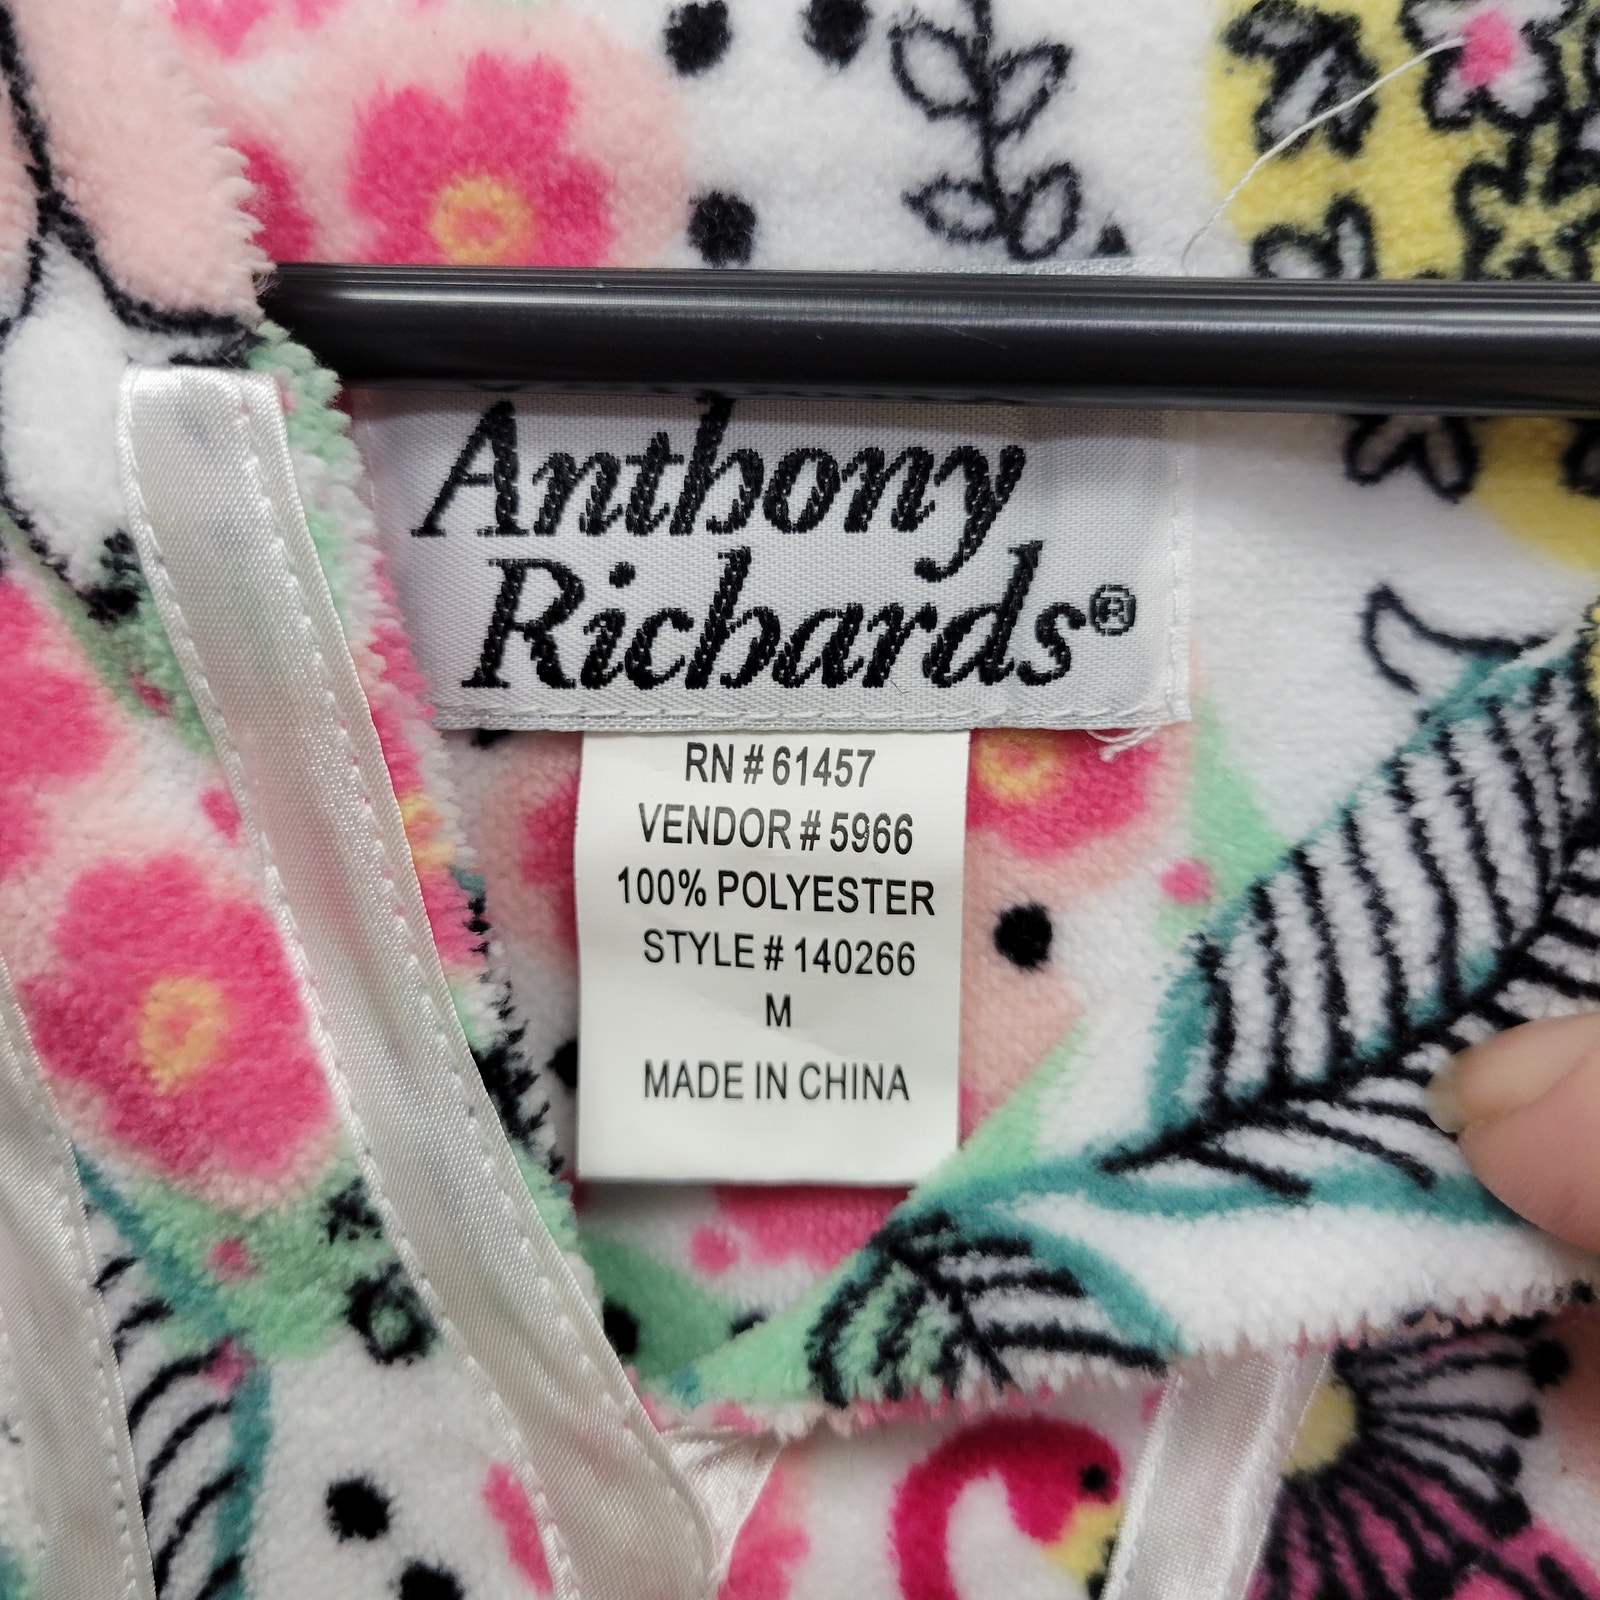 Anthony
Richards®
RN # 61457
VENDOR # 5966
100% POLYESTER
STYLE # 140266
M
MADE IN CHINA